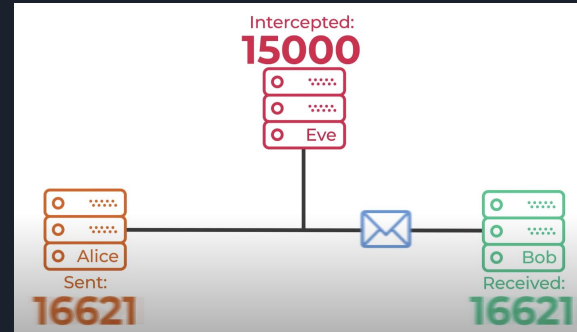 Intercepted:
15000
Eve
Alice
Sent:
16621
Bob
Received:
16621